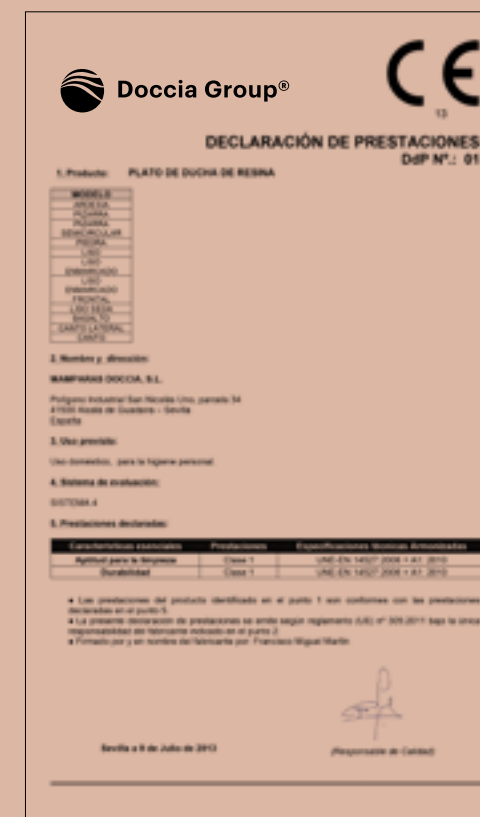 Doccia Group®
CE
13
DECLARACIÓN DE PRESTACIONES
DdP Nº.: 01
1. Producto: PLATO DE DUCHA DE RESINA
MODELO
ARDESIA
PIZARRA
PIZARRA
SEMICIRCULAR
PIEDRA
LISO
LISO
ENMARCADO
LISO
ENMARCADO
FRONTAL
LISO SEDA
BASALTO
CANTO LATERAL
CANTO
2. Nombre y dirección:
MAMPARAS DOCCIA, S.L.
Polígono Industrial San Nicolás Uno, parcela 34
41500 Alcalá de Guadaira – Sevilla
España
3. Uso previsto:
Uso doméstico, para la higiene personal
4. Sistema de evaluación:
SISTEMA 4
5. Prestaciones declaradas:
Características esenciales Prestaciones Especificaciones técnicas Armonizadas
Aptitud para la limpieza Clase 1 UNE-EN 14527:2006 + A1: 2010
Durabilidad Clase 1 UNE-EN 14527:2006 + A1: 2010
● Las prestaciones del producto identificado en el punto 1 son conformes con las prestaciones
declaradas en el punto 5.
● La presente declaración de prestaciones se emite según reglamento (UE) nº 305:2011 bajo la única
responsabilidad del fabricante indicado en el punto 2
● Firmado por y en nombre del fabricante por: Francisco Miguel Martín
Sevilla a 9 de Julio de 2013
(Responsable de Calidad)